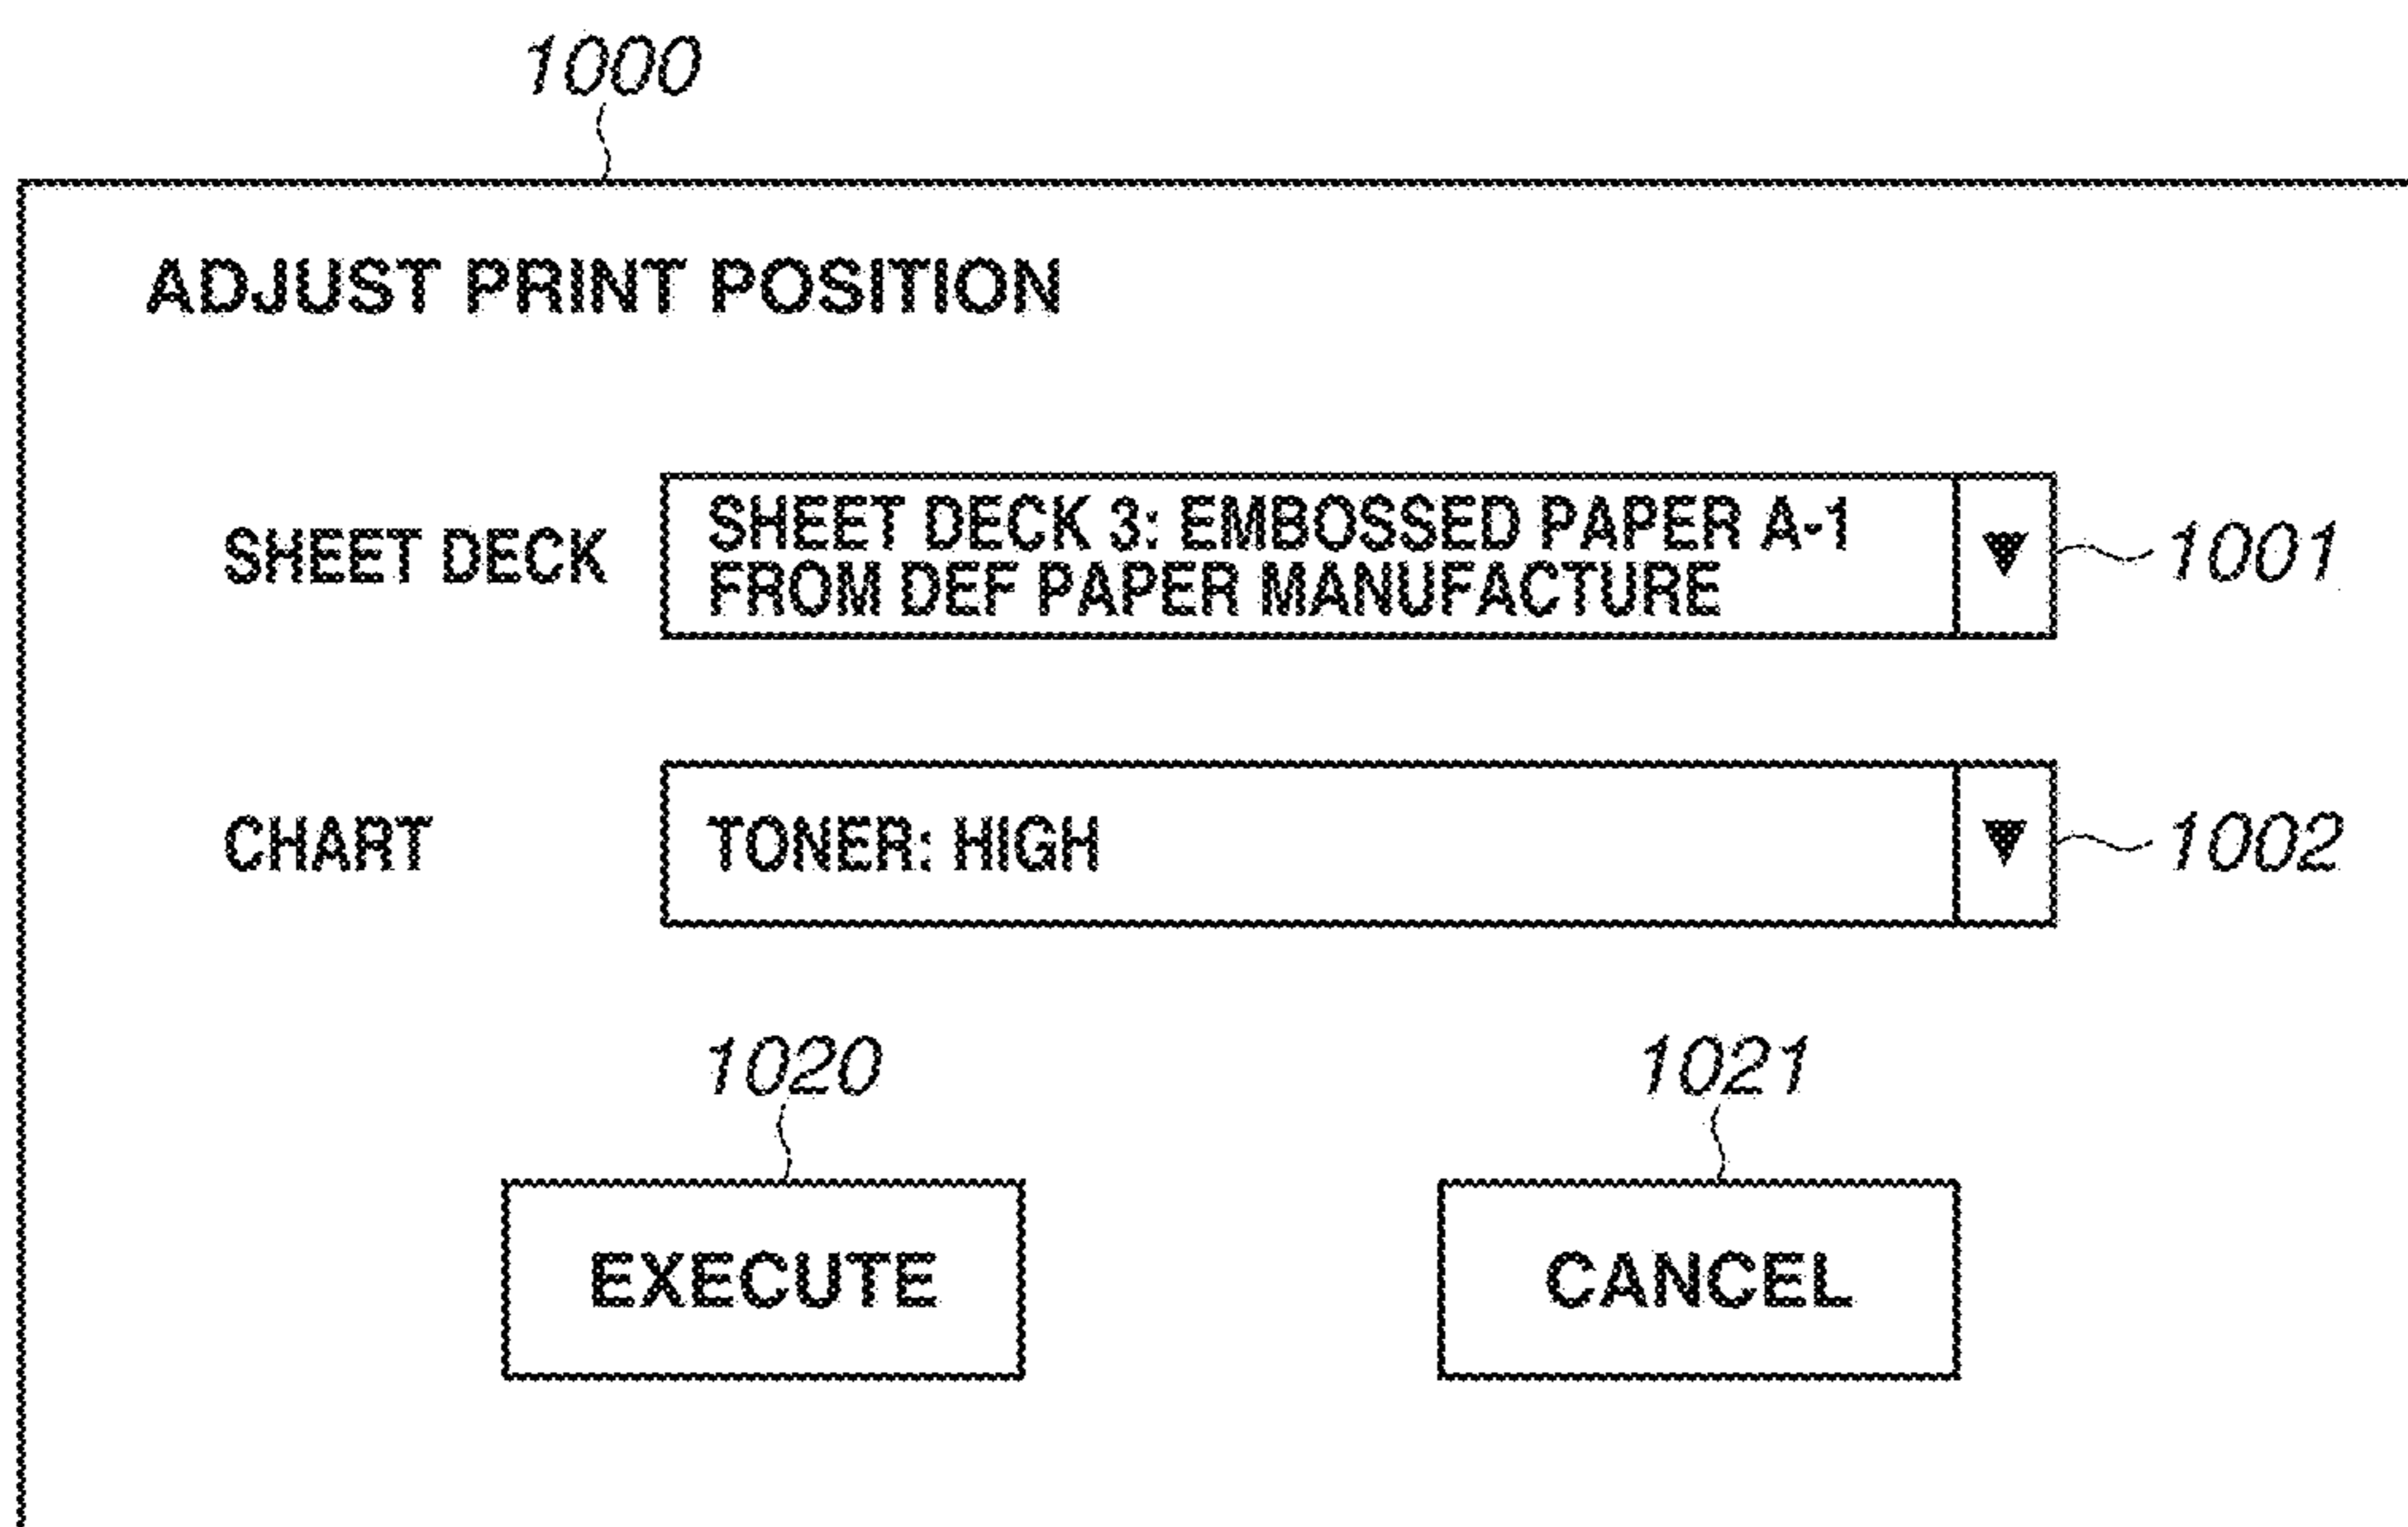 1000
ADJUST PRINT POSITION
SHEET DECK
SHEET DECK 3: EMBOSSED PAPER A-1
FROM DEF PAPER MANUFACTURE
1001
CHART
TONER: HIGH
1002
1020
1021
EXECUTE
CANCEL